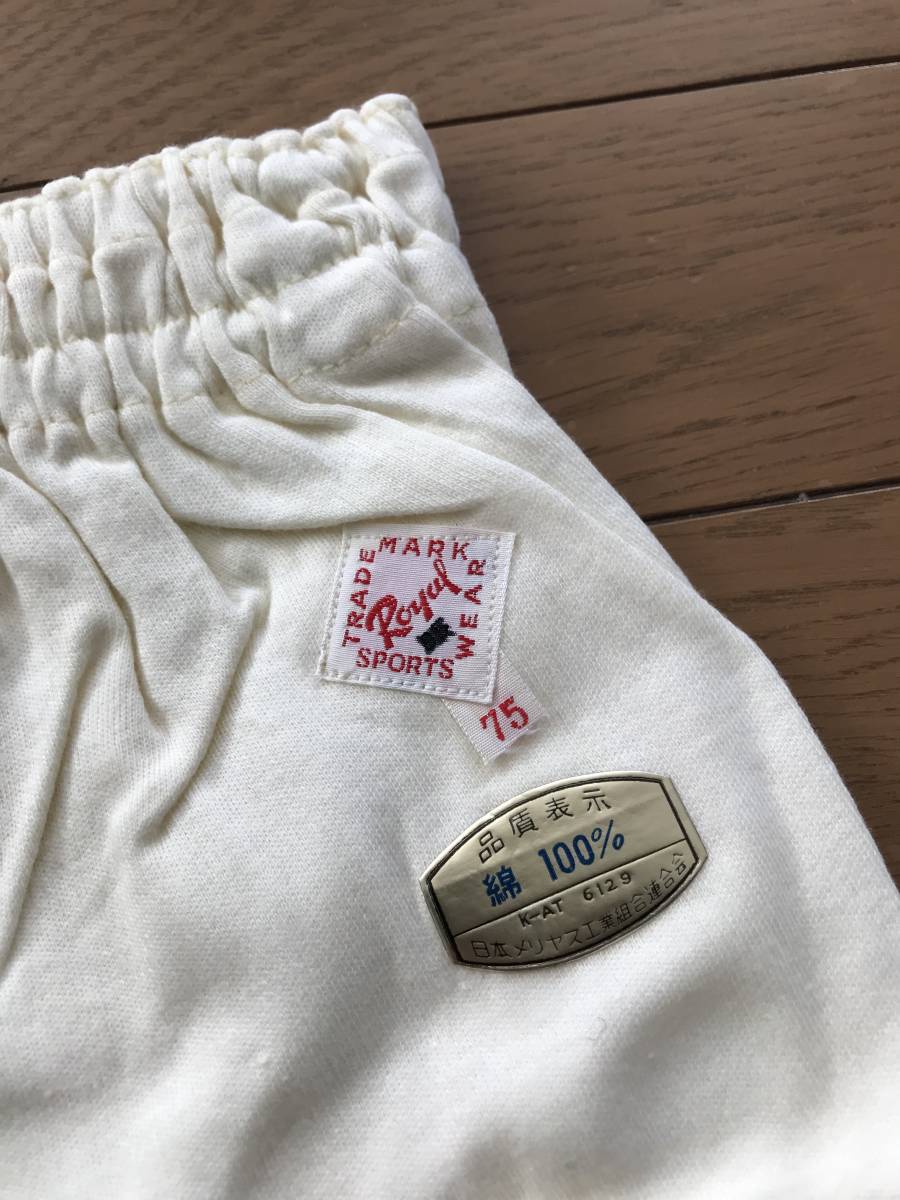 TRADE MARK
Royal
SPORTS WEAR
75
品質表示
綿 100%
K-AT 6129
日本メリヤス工業組合連合会